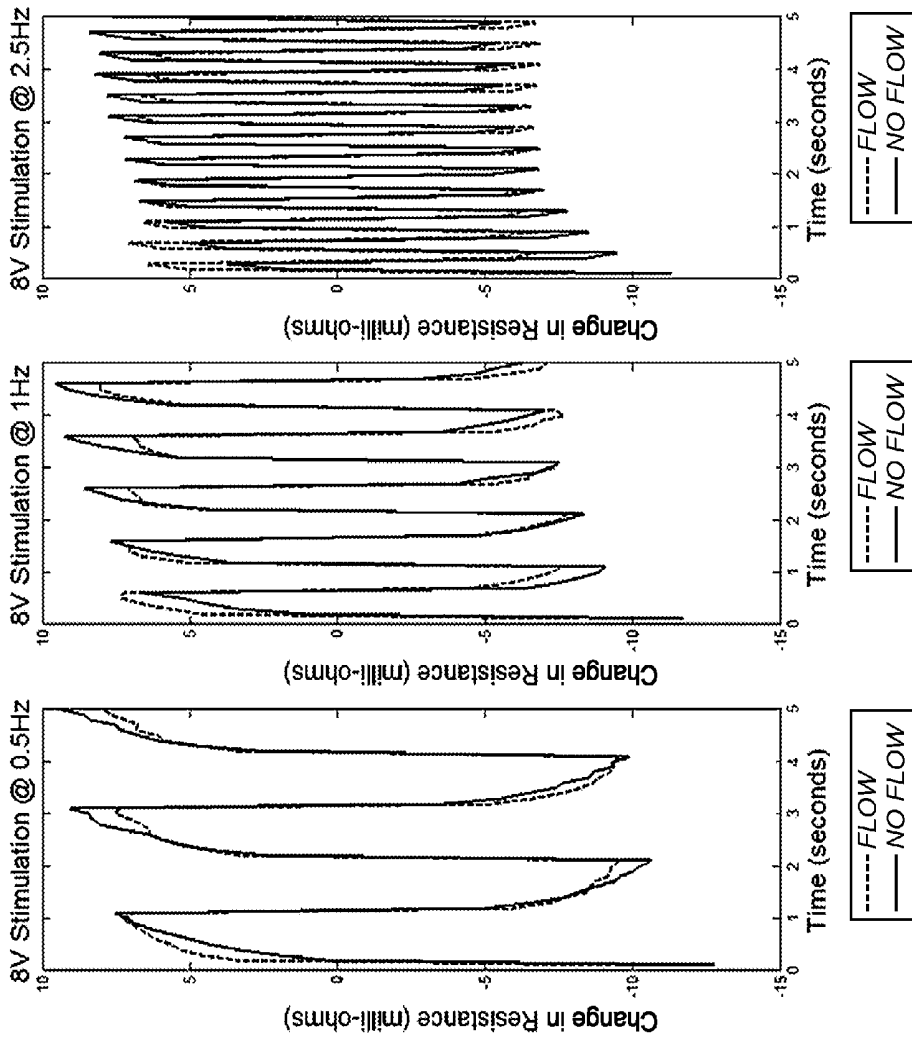 8V Stimulation @ 0.5Hz
Change in Resistance (milli-ohms)
10
5
0
-5
-10
-15
0 1 2 3 4 5
Time (seconds)
FLOW
NO FLOW
8V Stimulation @ 1Hz
Change in Resistance (milli-ohms)
10
5
0
-5
-10
-15
0 1 2 3 4 5
Time (seconds)
FLOW
NO FLOW
8V Stimulation @ 2.5Hz
Change in Resistance (milli-ohms)
10
5
0
-5
-10
-15
0 1 2 3 4 5
Time (seconds)
FLOW
NO FLOW